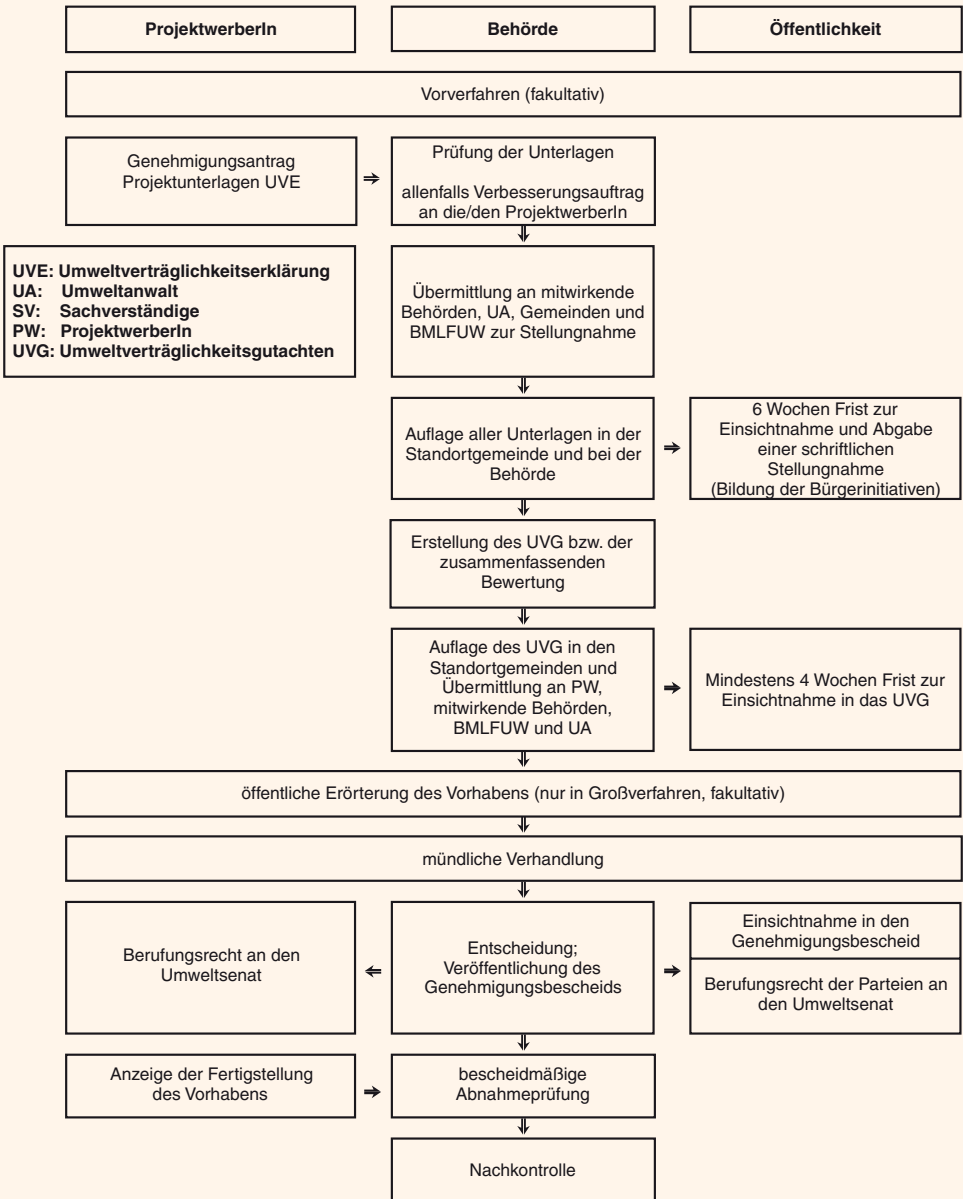 ProjektwerberIn
Behörde
Öffentlichkeit
Vorverfahren (fakultativ)
Genehmigungsantrag
Projektunterlagen UVE
⇒
Prüfung der Unterlagen
allenfalls Verbesserungsauftrag
an die/den ProjektwerberIn
⇓
UVE: Umweltverträglichkeitserklärung
UA: Umweltanwalt
SV: Sachverständige
PW: ProjektwerberIn
UVG: Umweltverträglichkeitsgutachten
Übermittlung an mitwirkende
Behörden, UA, Gemeinden und
BMLFUW zur Stellungnahme
⇓
Auflage aller Unterlagen in der
Standortgemeinde und bei der
Behörde
⇒
6 Wochen Frist zur
Einsichtnahme und Abgabe
einer schriftlichen
Stellungnahme
(Bildung der Bürgerinitiativen)
⇓
Erstellung des UVG bzw. der
zusammenfassenden
Bewertung
⇓
Auflage des UVG in den
Standortgemeinden und
Übermittlung an PW,
mitwirkende Behörden,
BMLFUW und UA
⇒
Mindestens 4 Wochen Frist zur
Einsichtnahme in das UVG
⇓
öffentliche Erörterung des Vorhabens (nur in Großverfahren, fakultativ)
⇓
mündliche Verhandlung
⇓
Berufungsrecht an den
Umweltsenat
⇐
Entscheidung;
Veröffentlichung des
Genehmigungsbescheids
⇒
Einsichtnahme in den
Genehmigungsbescheid
Berufungsrecht der Parteien an
den Umweltsenat
⇓
Anzeige der Fertigstellung
des Vorhabens
⇒
bescheidmäßige
Abnahmeprüfung
⇓
Nachkontrolle